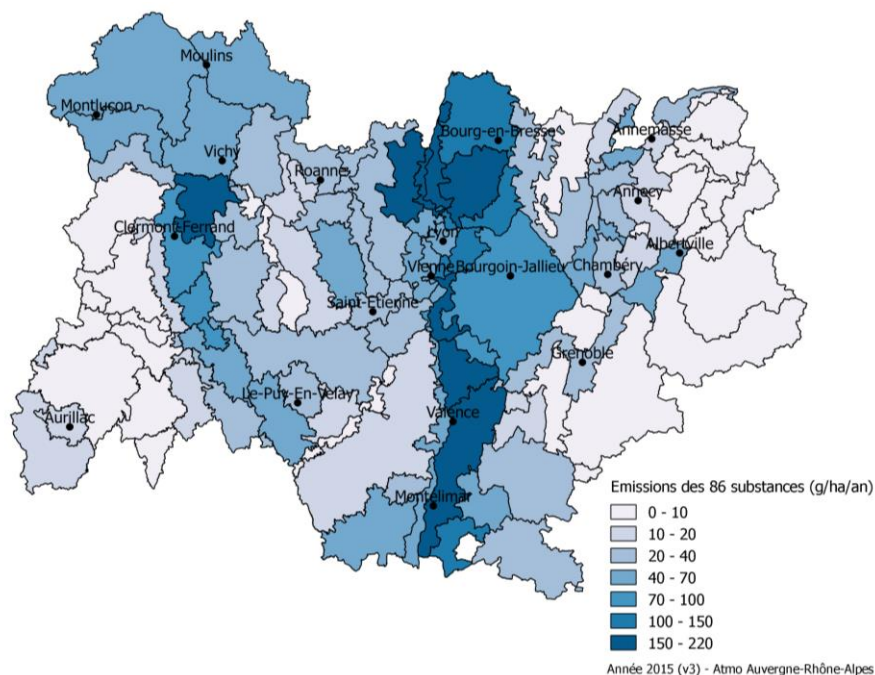 Moulins
Montluçon
Bourg-en-Bresse
Annemasse
Vichy
Roanne
Annecy
Clermont-Ferrand
Lyon
Albertville
Vienne
Bourgoin-Jallieu
Chambéry
Saint-Etienne
Grenoble
Le-Puy-En-Velay
Aurillac
Valence
Montelimar
Emissions des 86 substances (g/ha/an)
0 - 10
10 - 20
20 - 40
40 - 70
70 - 100
100 - 150
150 - 220
Année 2015 (v3) - Atmo Auvergne-Rhône-Alpes